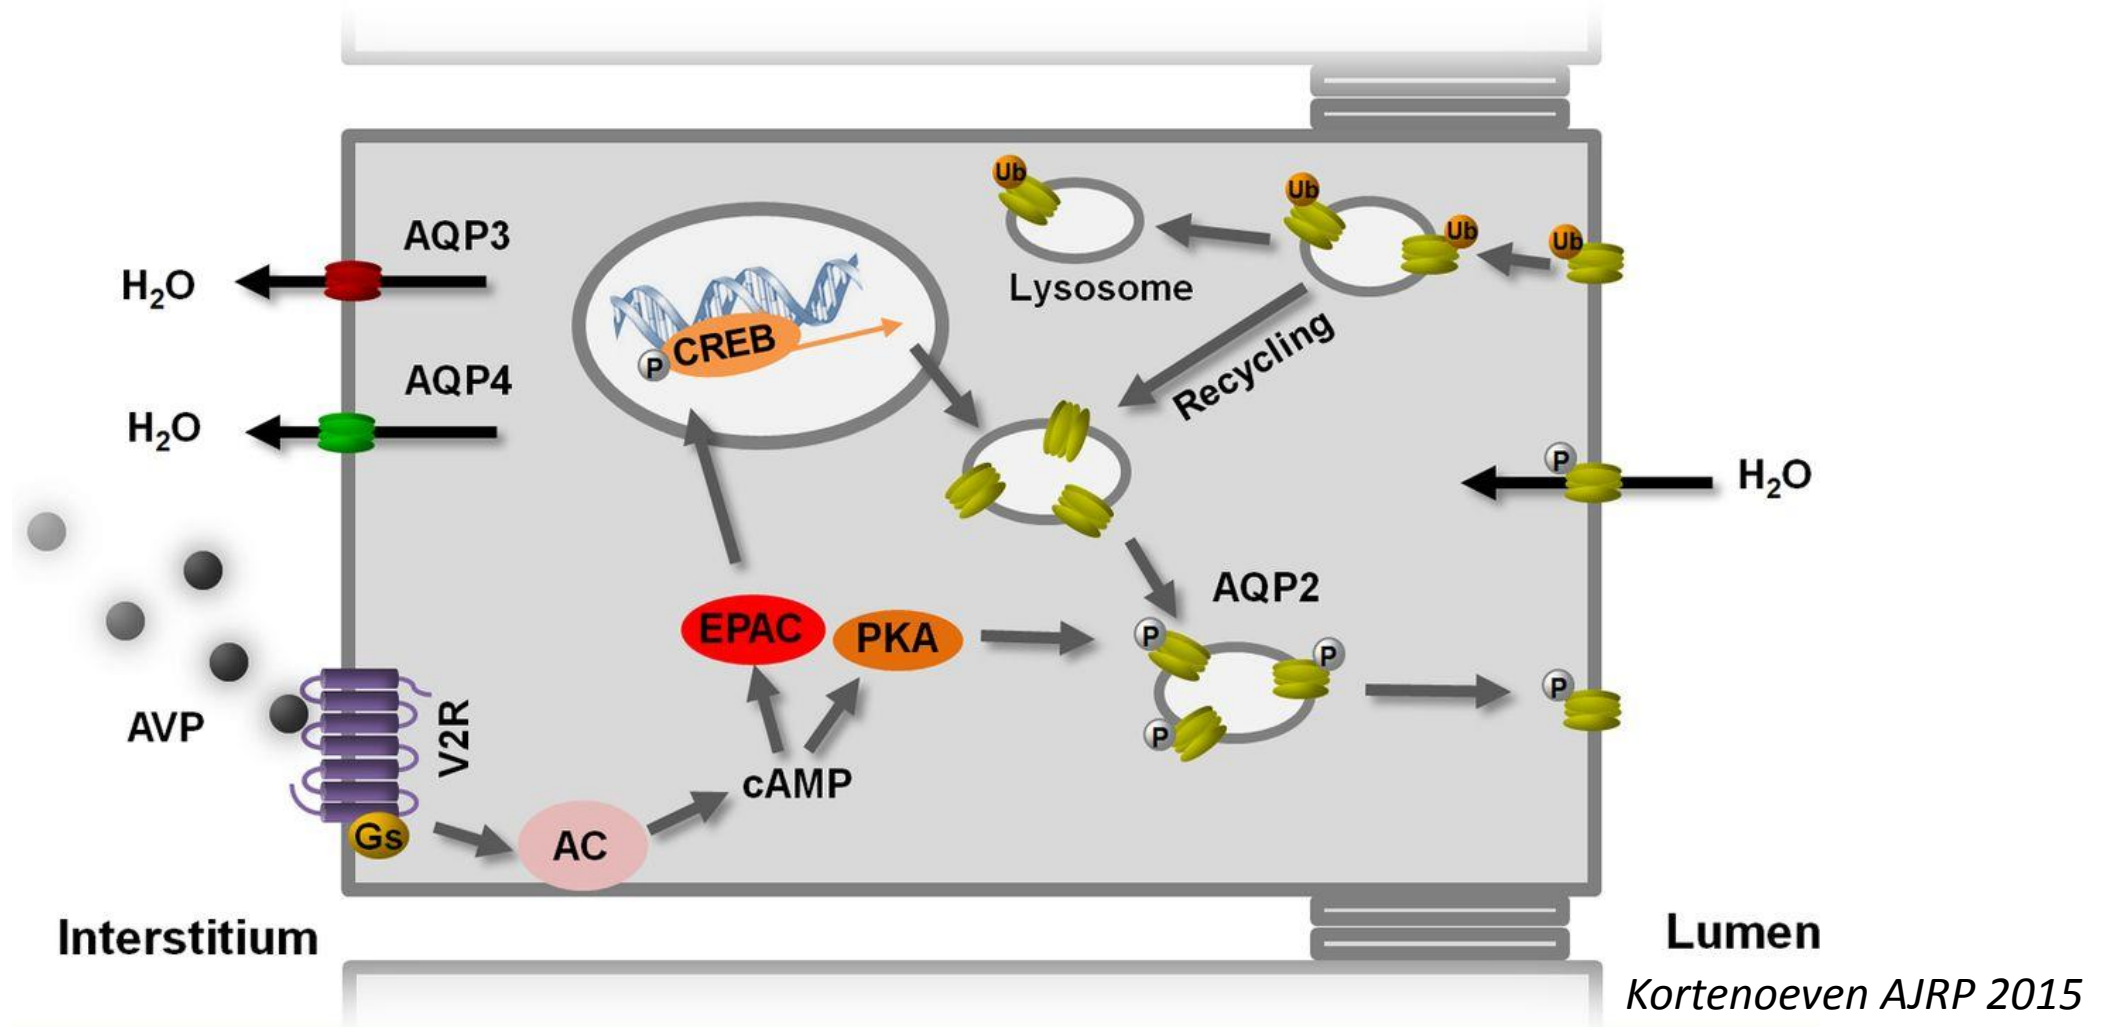 Ub
Ub
Ub
Ub
AQP3
H₂O
Lysosome
CREB
P
Recycling
AQP4
H₂O
P
H₂O
AQP2
EPAC
PKA
P
P
P
P
AVP
V2R
cAMP
Gs
AC
Interstitium
Lumen
Kortenoeven AJRP 2015